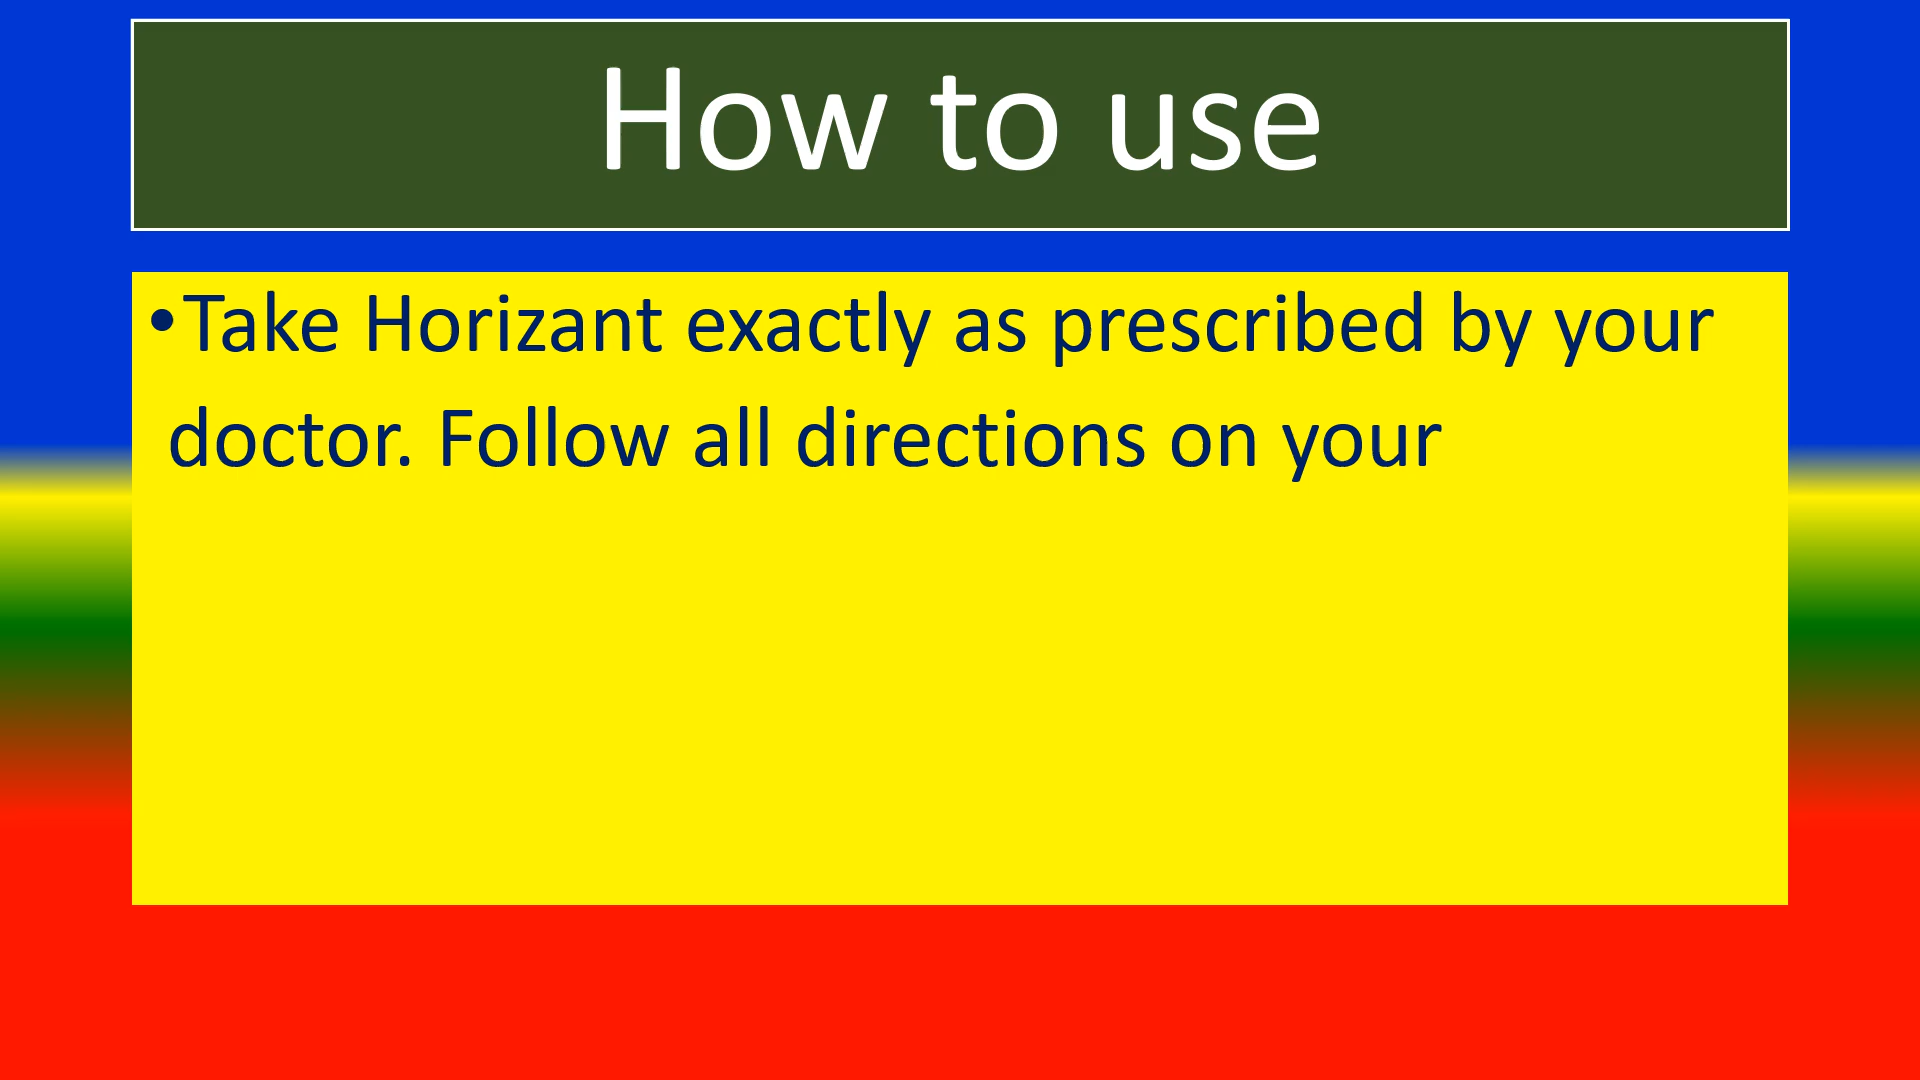 How to use
•Take Horizant exactly as prescribed by your
doctor. Follow all directions on your